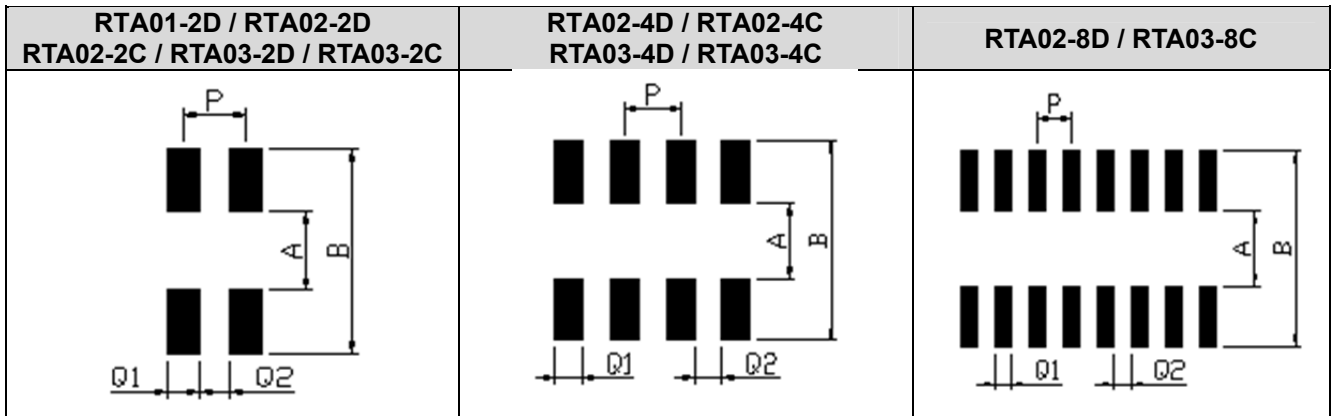 RTA01-2D / RTA02-2D
RTA02-2C / RTA03-2D / RTA03-2C
RTA02-4D / RTA02-4C
RTA03-4D / RTA03-4C
RTA02-8D / RTA03-8C
P
A
B
Q1
Q2
P
A
B
Q1
Q2
P
A
B
Q1
Q2